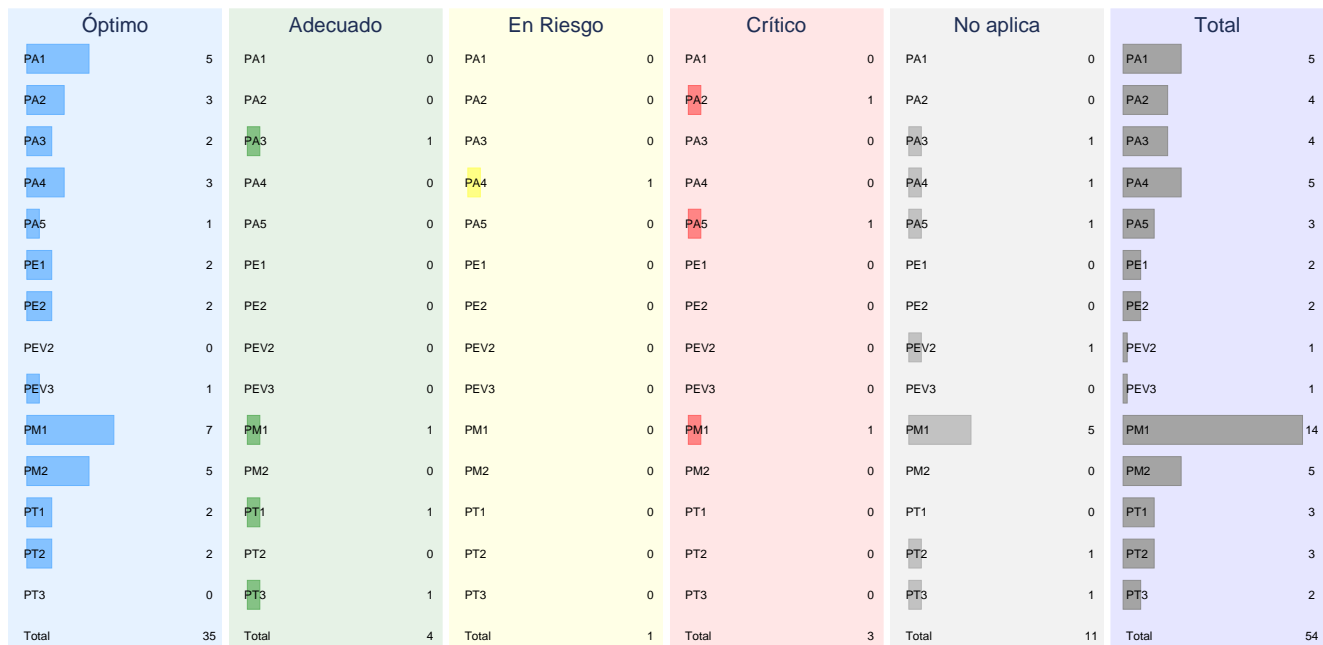 Óptimo Adecuado En Riesgo Crítico No aplica Total
PA1 5 PA1 0 PA1 0 PA1 0 PA1 0 PA1 5
PA2 3 PA2 0 PA2 0 PA2 1 PA2 0 PA2 4
PA3 2 PA3 1 PA3 0 PA3 0 PA3 1 PA3 4
PA4 3 PA4 0 PA4 1 PA4 0 PA4 1 PA4 5
PA5 1 PA5 0 PA5 0 PA5 1 PA5 1 PA5 3
PE1 2 PE1 0 PE1 0 PE1 0 PE1 0 PE1 2
PE2 2 PE2 0 PE2 0 PE2 0 PE2 0 PE2 2
PEV2 0 PEV2 0 PEV2 0 PEV2 0 PEV2 1 PEV2 1
PEV3 1 PEV3 0 PEV3 0 PEV3 0 PEV3 0 PEV3 1
PM1 7 PM1 1 PM1 0 PM1 1 PM1 5 PM1 14
PM2 5 PM2 0 PM2 0 PM2 0 PM2 0 PM2 5
PT1 2 PT1 1 PT1 0 PT1 0 PT1 0 PT1 3
PT2 2 PT2 0 PT2 0 PT2 0 PT2 1 PT2 3
PT3 0 PT3 1 PT3 0 PT3 0 PT3 1 PT3 2
Total 35 Total 4 Total 1 Total 3 Total 11 Total 54